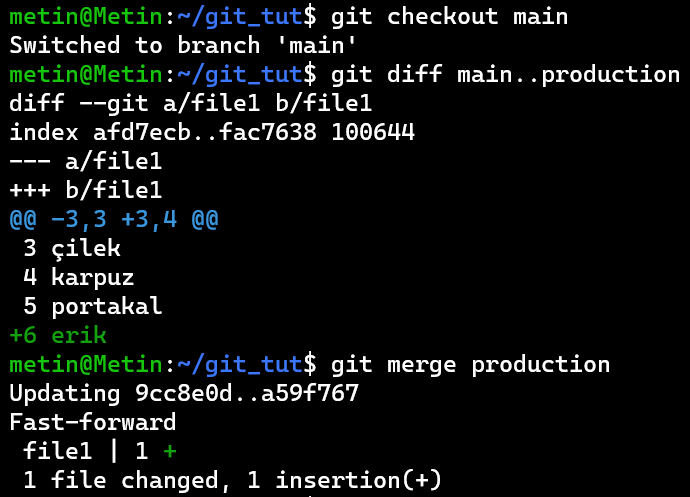 metin@Metin:~/git_tut$ git checkout main
Switched to branch 'main'
metin@Metin:~/git_tut$ git diff main..production
diff --git a/file1 b/file1
index afd7ecb..fac7638 100644
--- a/file1
+++ b/file1
@@ -3,3 +3,4 @@
 3 çilek
 4 karpuz
 5 portakal
+6 erik
metin@Metin:~/git_tut$ git merge production
Updating 9cc8e0d..a59f767
Fast-forward
 file1 | 1 +
 1 file changed, 1 insertion(+)